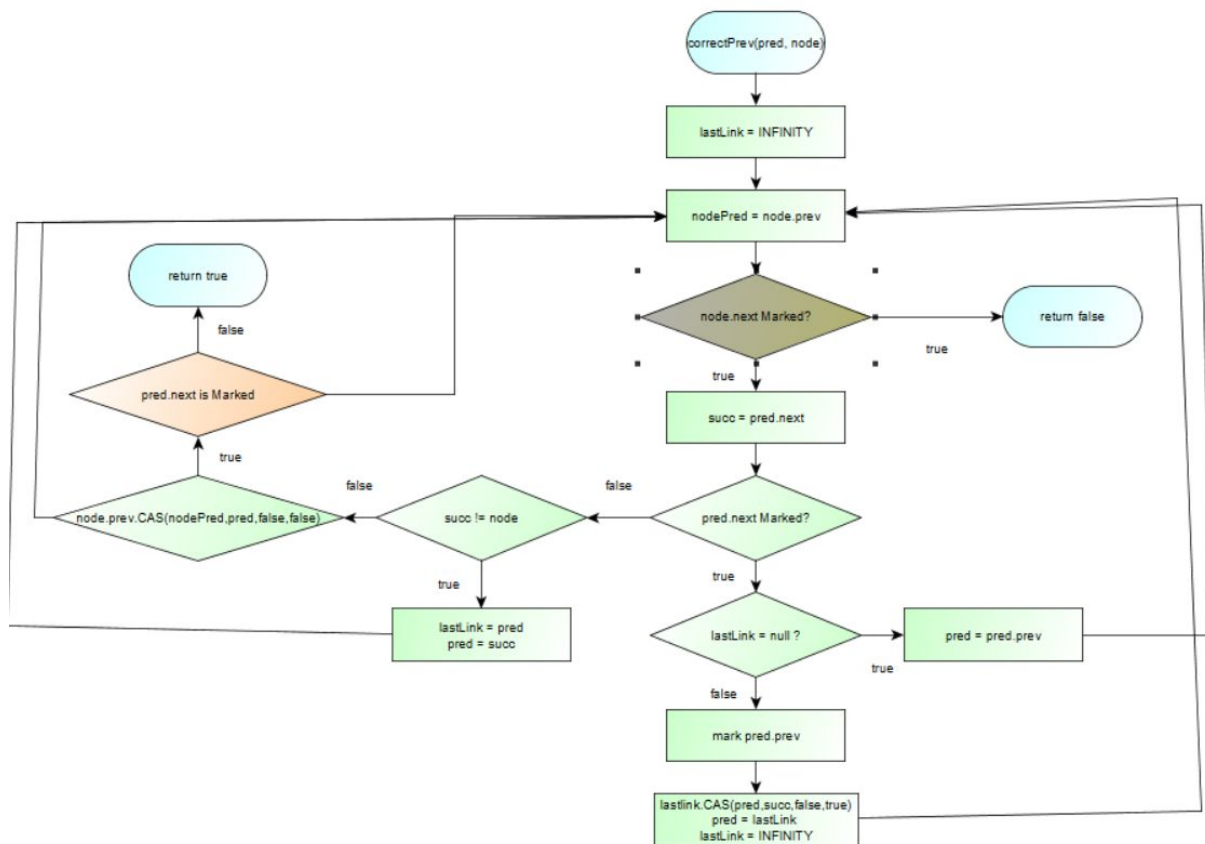 correctPrev(pred, node)
lastLink = INFINITY
nodePred = node.prev
return true
node.next Marked?
return false
false
true
pred.next is Marked
true
succ = pred.next
true
false
false
node.prev.CAS(nodePred,pred,false,false)
succ != node
pred.next Marked?
true
true
lastLink = pred
pred = succ
lastLink = null ?
pred = pred.prev
true
false
mark pred.prev
lastlink.CAS(pred,succ,false,true)
pred = lastLink
lastLink = INFINITY